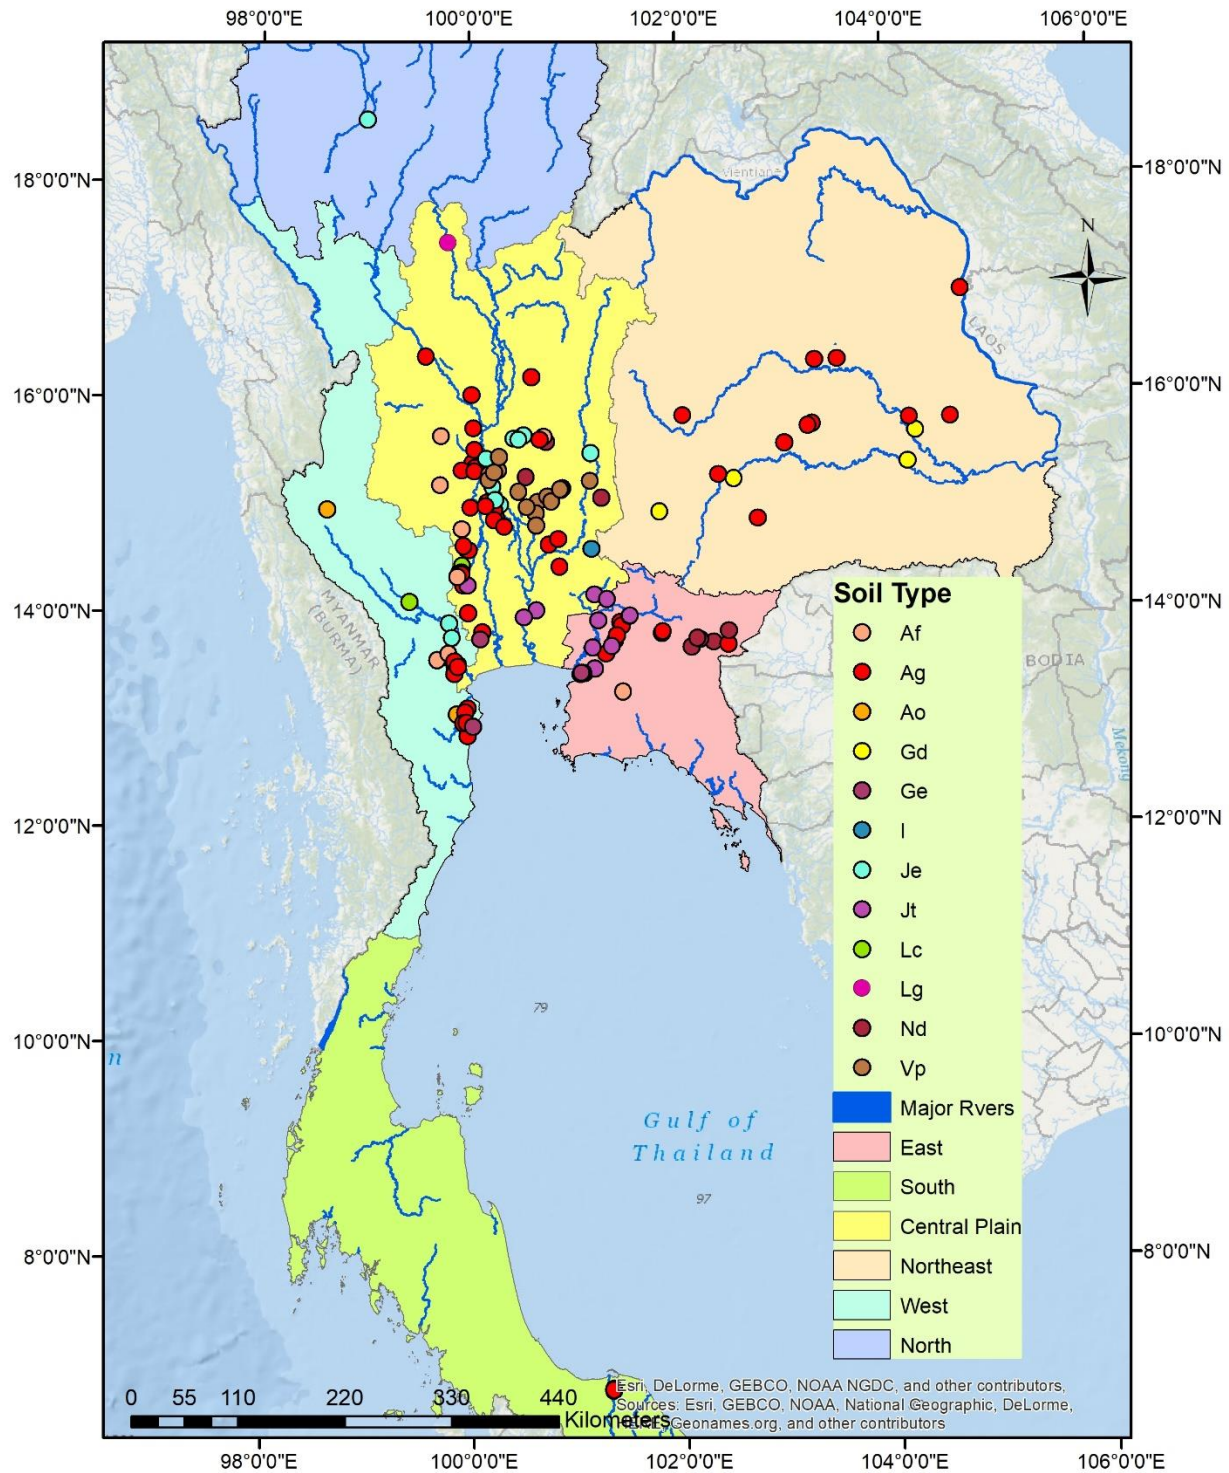 98°0'0"E 100°0'0"E 102°0'0"E 104°0'0"E 106°0'0"E
18°0'0"N 18°0'0"N
Vientiane
N
LAOS
16°0'0"N 16°0'0"N
14°0'0"N 14°0'0"N
MYANMAR
(BURMA)
BODIA
Mekong
12°0'0"N 12°0'0"N
10°0'0"N 10°0'0"N
n
79
Gulf of
Thailand
97
8°0'0"N 8°0'0"N
Soil Type
Af
Ag
Ao
Gd
Ge
I
Je
Jt
Lc
Lg
Nd
Vp
Major Rvers
East
South
Central Plain
Northeast
West
North
0 55 110 220 330 440
Kilometers
Esri, DeLorme, GEBCO, NOAA NGDC, and other contributors,
Sources: Esri, GEBCO, NOAA, National Geographic, DeLorme,
Geonames.org, and other contributors
98°0'0"E 100°0'0"E 102°0'0"E 104°0'0"E 106°0'0"E